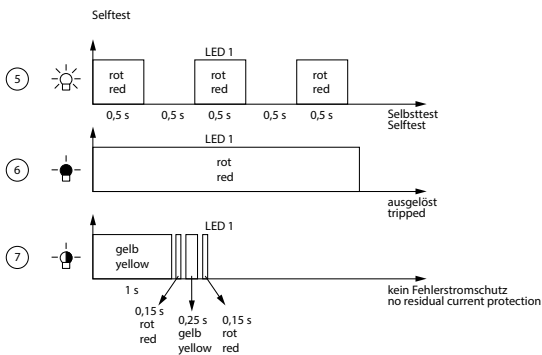 Selftest
LED 1
5
rot
red
rot
red
rot
red
0,5 s
0,5 s
0,5 s
0,5 s
0,5 s
Selbsttest
Selftest
LED 1
6
rot
red
ausgelöst
tripped
LED 1
7
gelb
yellow
1 s
kein Fehlerstromschutz
no residual current protection
0,15 s
rot
red
0,25 s
gelb
yellow
0,15 s
rot
red